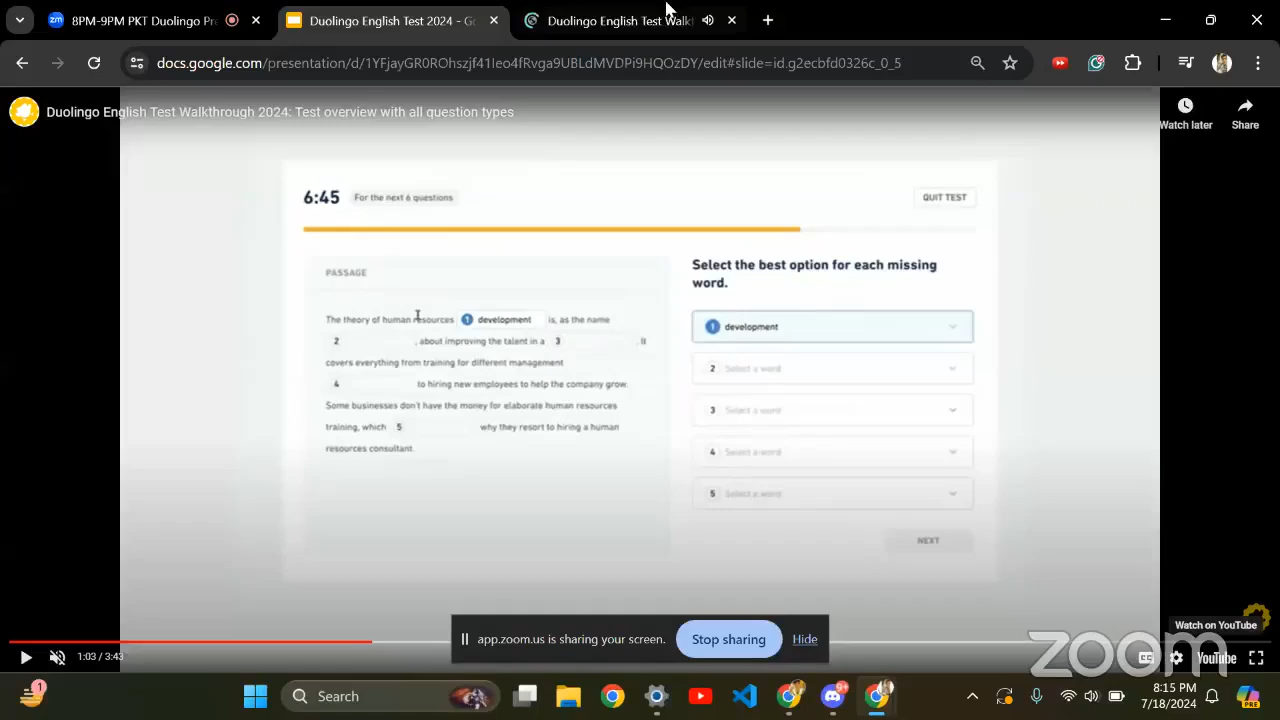 8PM-9PM PKT Duolingo Pre
Duolingo English Test 2024 - Go
Duolingo English Test Walkt
docs.google.com/presentation/d/1YFjayGR0ROhszjf41Ieo4fRvga9UBLdMVDPi9HQOzDY/edit#slide=id.g2ecbfd0326c_0_5
Duolingo English Test Walkthrough 2024: Test overview with all question types
Watch later
Share
6:45
For the next 6 questions
QUIT TEST
PASSAGE
The theory of human resources 1 development is, as the name
2 , about improving the talent in a 3 . It
covers everything from training for different management
4 to hiring new employees to help the company grow.
Some businesses don't have the money for elaborate human resources
training, which 5 why they resort to hiring a human
resources consultant.
Select the best option for each missing
word.
1 development
2 Select a word
3 Select a word
4 Select a word
5 Select a word
NEXT
app.zoom.us is sharing your screen.
Stop sharing
Hide
Watch on YouTube
1:03 / 3:43
zoom
YouTube
1
Search
8:15 PM
7/18/2024
PRE